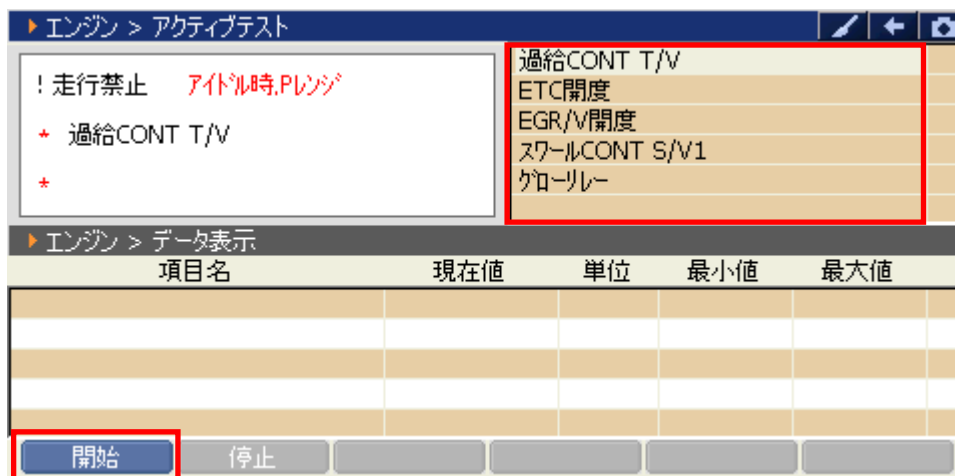 エンジン > アクティブテスト
! 走行禁止 ｱｲﾄﾞﾙ時,Pﾚﾝｼﾞ
* 過給CONT T/V
*
過給CONT T/V
ETC開度
EGR/V開度
ｽﾜｰﾙCONT S/V1
ｸﾞﾛｰﾘﾚｰ
エンジン > データ表示
項目名 現在値 単位 最小値 最大値
開始 停止